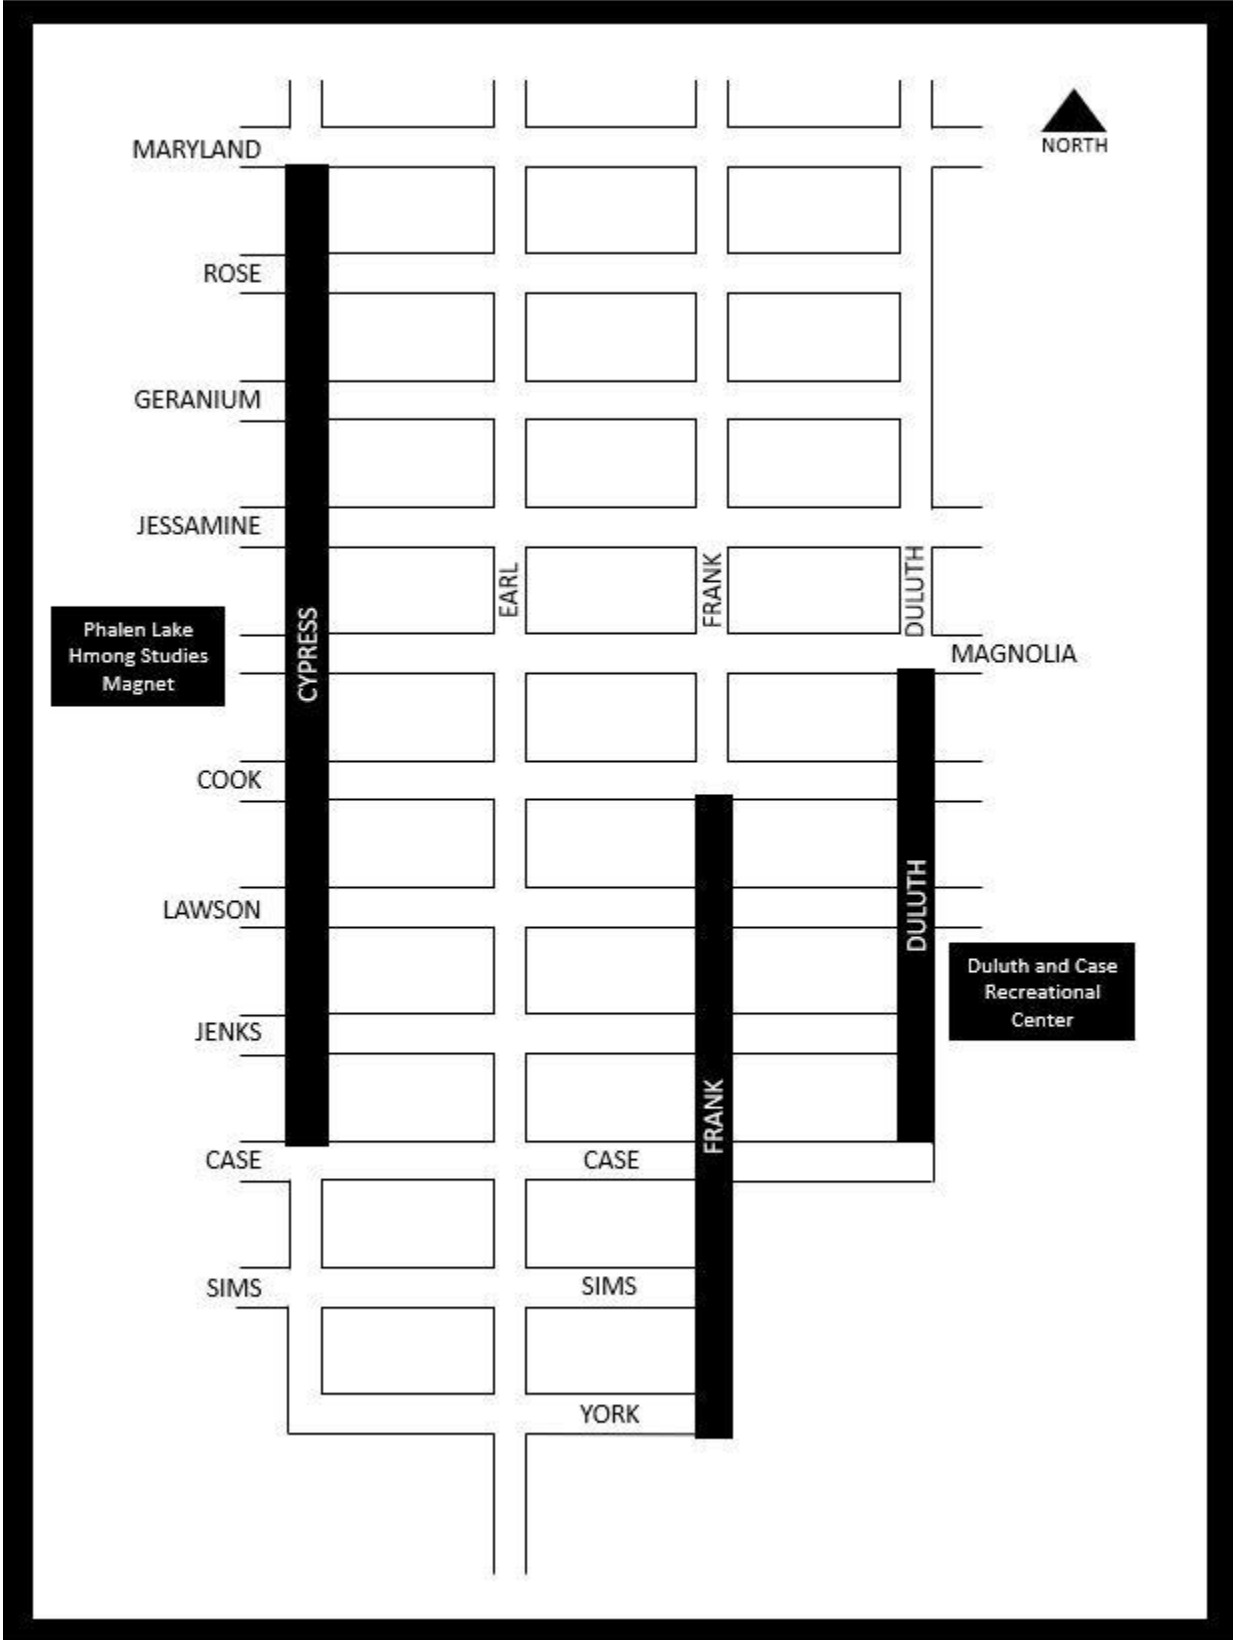 MARYLAND
NORTH
ROSE
GERANIUM
JESSAMINE
EARL
FRANK
DULUTH
Phalen Lake
Hmong Studies
Magnet
CYPRESS
MAGNOLIA
COOK
LAWSON
DULUTH
Duluth and Case
Recreational
Center
JENKS
FRANK
CASE
CASE
SIMS
SIMS
YORK